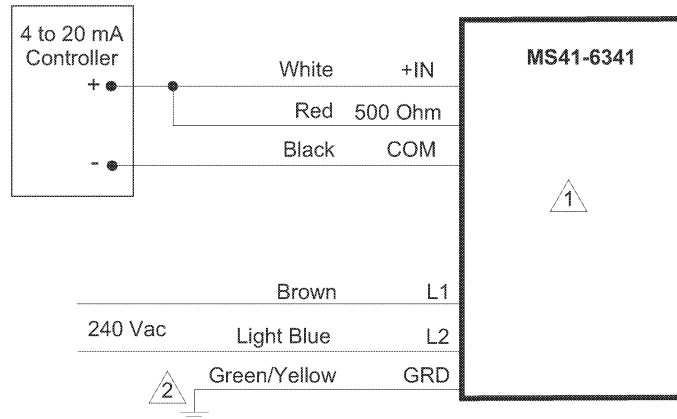 4 to 20 mA
Controller
+
-
White +IN
Red 500 Ohm
Black COM
MS41-6341
1
Brown L1
240 Vac
Light Blue L2
2
Green/Yellow GRD